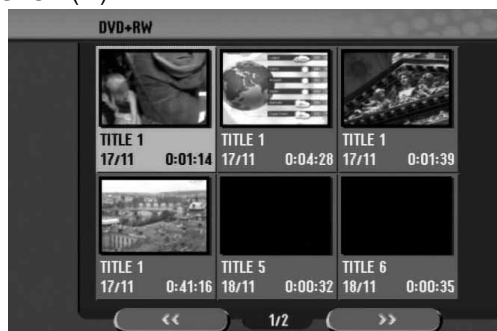 DVD+RW
TITLE 1
17/11 0:01:14
TITLE 1
17/11 0:04:28
TITLE 1
17/11 0:01:39
TITLE 1
17/11 0:41:16
TITLE 5
18/11 0:00:32
TITLE 6
18/11 0:00:35
<< 1/2 >>